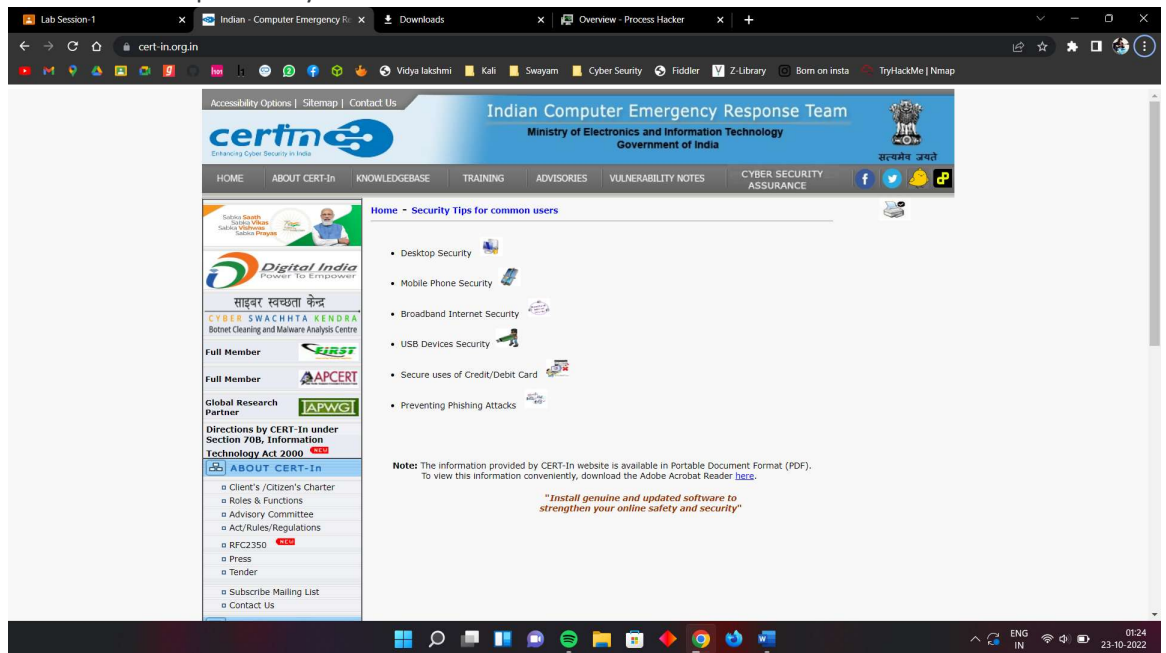 Lab Session-1
Indian - Computer Emergency Re
Downloads
Overview - Process Hacker
cert-in.org.in
Vidya lakshmi
Kali
Swayam
Cyber Seurity
Fiddler
Z-Library
Born on insta
TryHackMe | Nmap
Accessibility Options | Sitemap | Contact Us
certin
Enhancing Cyber Security in India
Indian Computer Emergency Response Team
Ministry of Electronics and Information Technology
Government of India
सत्यमेव जयते
HOME
ABOUT CERT-In
KNOWLEDGEBASE
TRAINING
ADVISORIES
VULNERABILITY NOTES
CYBER SECURITY
ASSURANCE
Sabka Saath
Sabka Vikas
Sabka Vishwas
Sabka Prayas
Digital India
Power To Empower
साइबर स्वच्छता केन्द्र
CYBER SWACHHTA KENDRA
Botnet Cleaning and Malware Analysis Centre
Full Member
FiRST
Full Member
APCERT
Global Research
Partner
APWG
Directions by CERT-In under
Section 70B, Information
Technology Act 2000 NEW
ABOUT CERT-In
Client's /Citizen's Charter
Roles & Functions
Advisory Committee
Act/Rules/Regulations
RFC2350 NEW
Press
Tender
Subscribe Mailing List
Contact Us
Home - Security Tips for common users
• Desktop Security
• Mobile Phone Security
• Broadband Internet Security
• USB Devices Security
• Secure uses of Credit/Debit Card
• Preventing Phishing Attacks
Note: The information provided by CERT-In website is available in Portable Document Format (PDF).
To view this information conveniently, download the Adobe Acrobat Reader here.
"Install genuine and updated software to
strengthen your online safety and security"
ENG
IN
01:24
23-10-2022